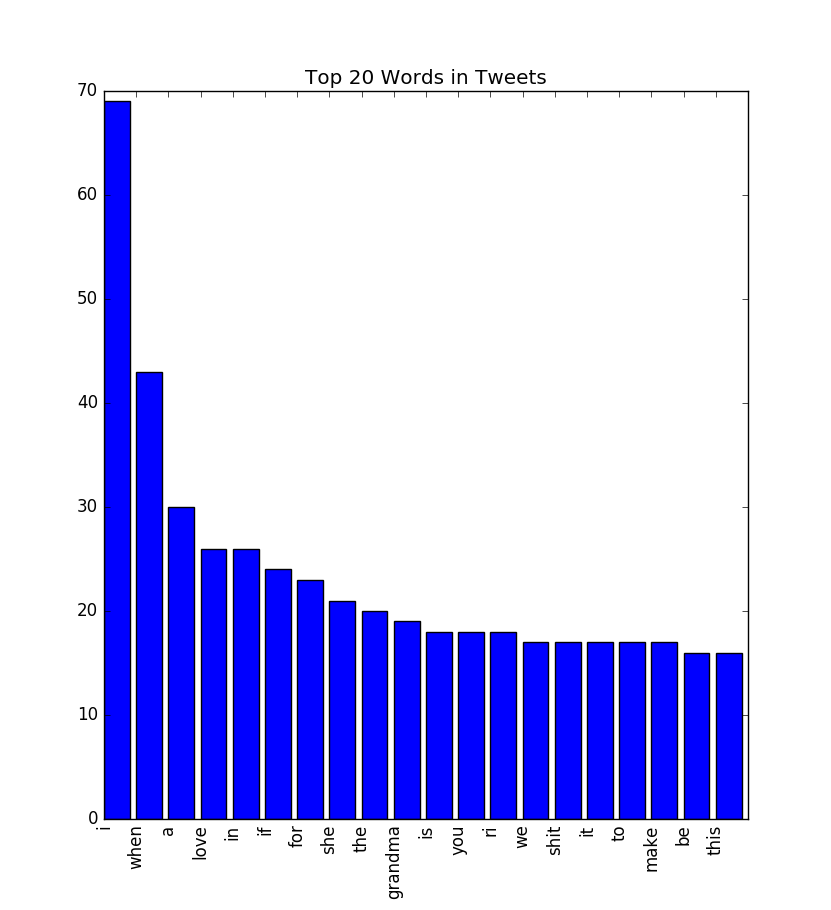 Top 20 Words in Tweets
70
60
50
40
30
20
10
0
i
when
a
love
in
if
for
she
the
grandma
is
you
ri
we
shit
it
to
make
be
this